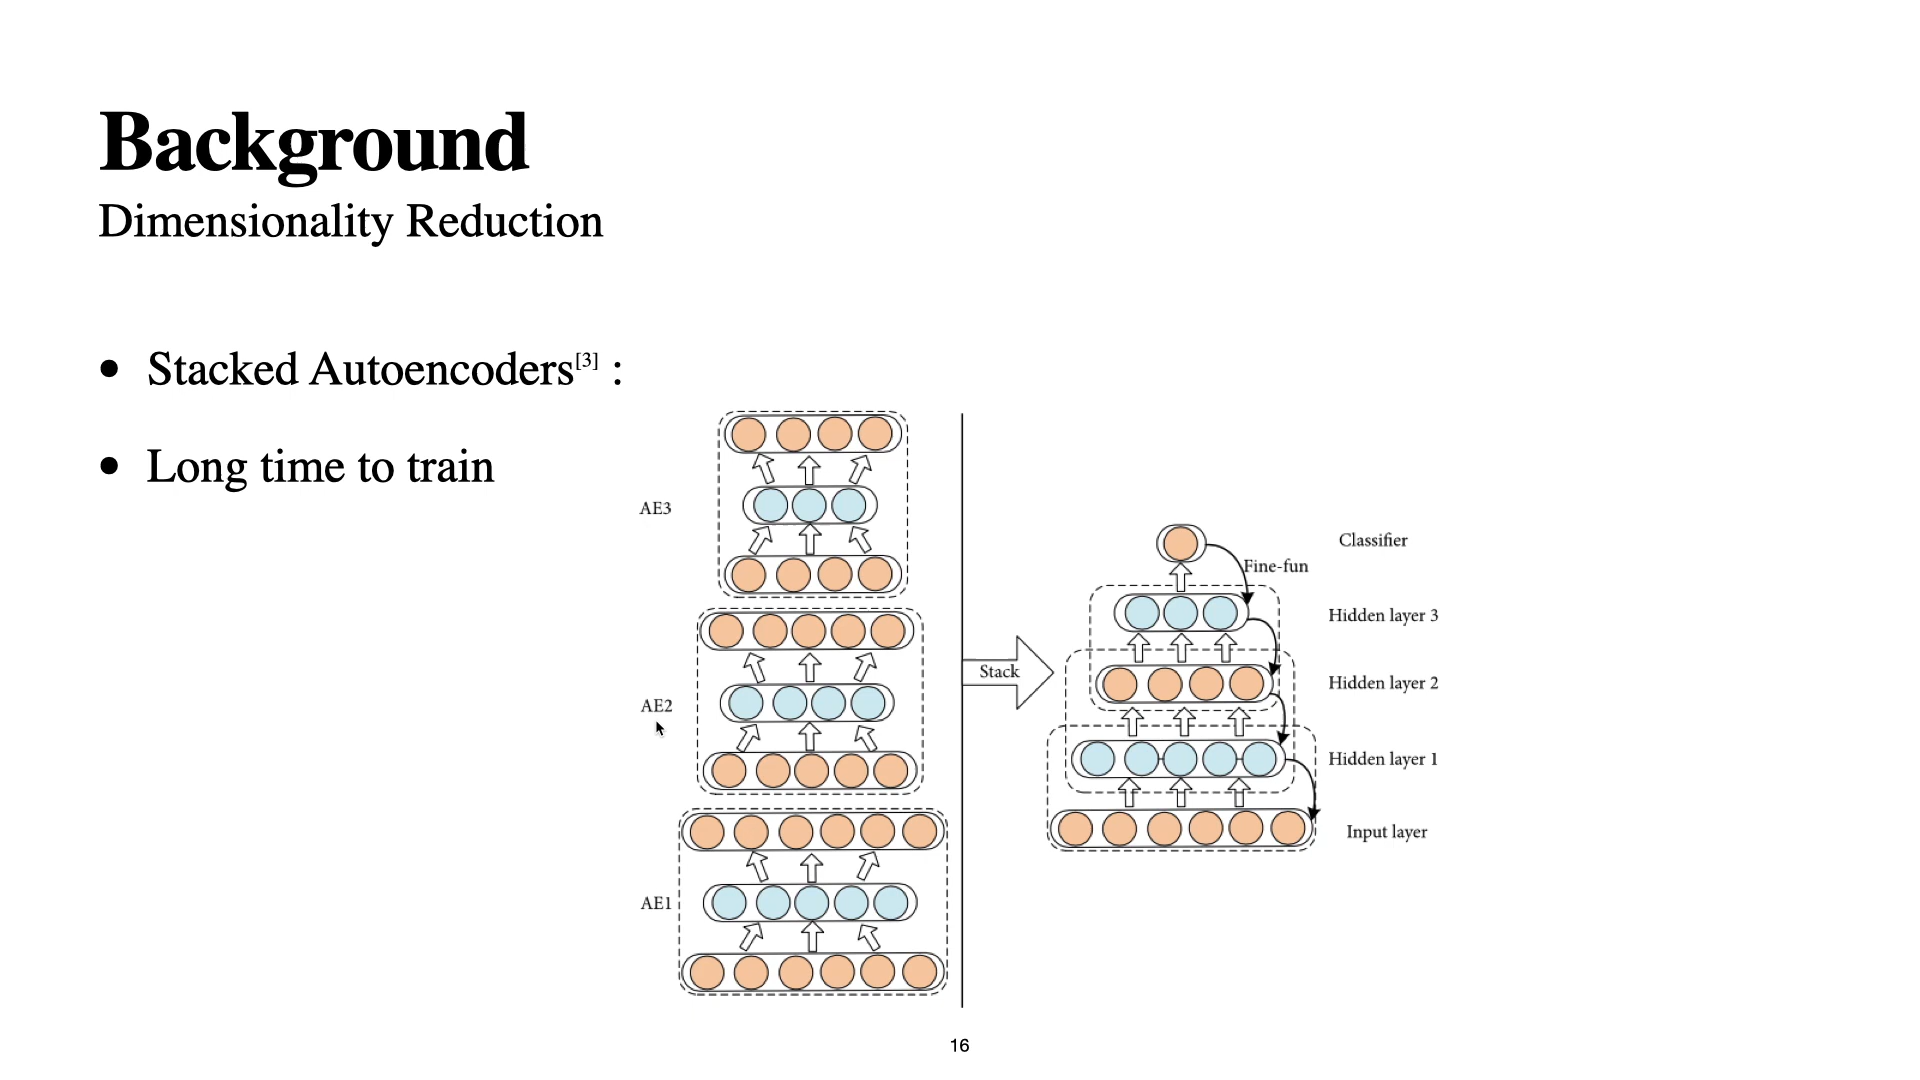 Background
Dimensionality Reduction
• Stacked Autoencoders[3] :
• Long time to train
AE3
AE2
AE1
Stack
Classifier
Fine-fun
Hidden layer 3
Hidden layer 2
Hidden layer 1
Input layer
16